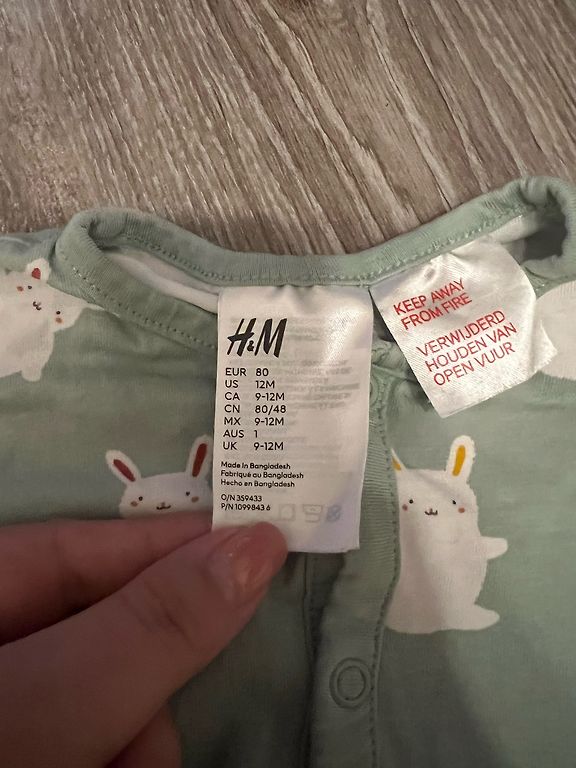 H&M
EUR 80
US 12M
CA 9-12M
CN 80/48
MX 9-12M
AUS 1
UK 9-12M
Made in Bangladesh
Fabriqué au Bangladesh
Hecho en Bangladesh
O/N 359433
P/N 1099843 6
KEEP AWAY
FROM FIRE
VERWIJDERD
HOUDEN VAN
OPEN VUUR